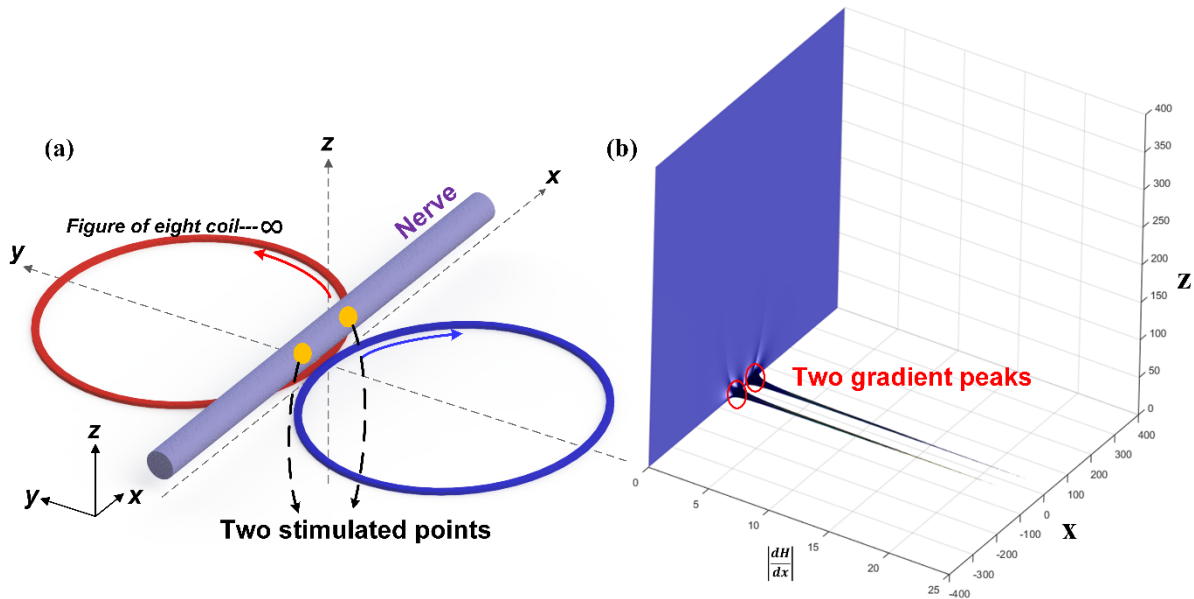 (a)
z
x
Nerve
Figure of eight coil---∞
y
z
y
x
Two stimulated points
(b)
400
350
300
250
200
150
100
50
0
Z
Two gradient peaks
400
300
200
100
0
-100
-200
-300
-400
X
0
5
10
15
20
25
|dH/dx|